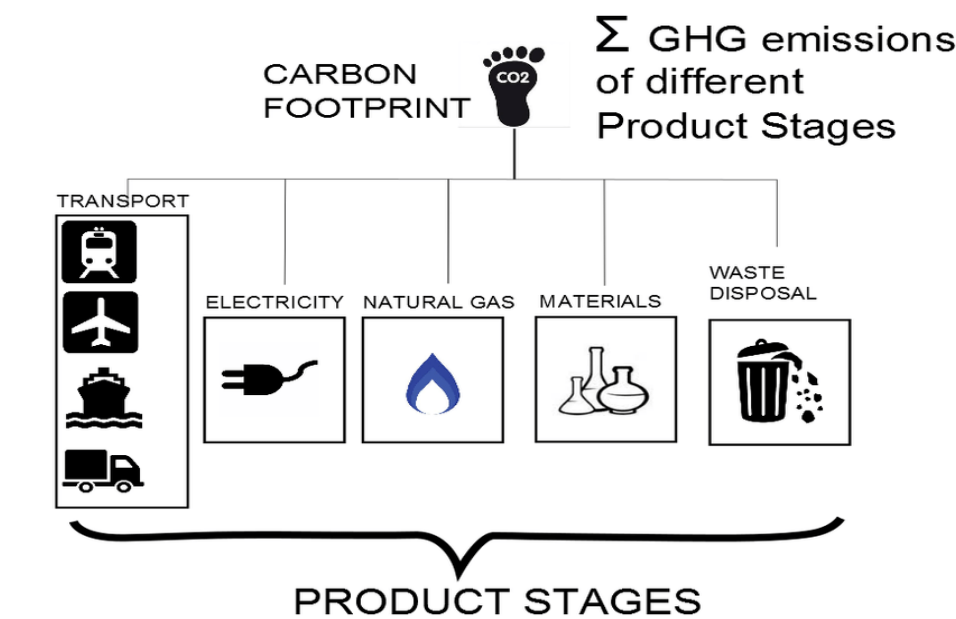 CARBON
FOOTPRINT
CO2
Σ GHG emissions
of different
Product Stages
TRANSPORT
ELECTRICITY
NATURAL GAS
MATERIALS
WASTE
DISPOSAL
PRODUCT STAGES